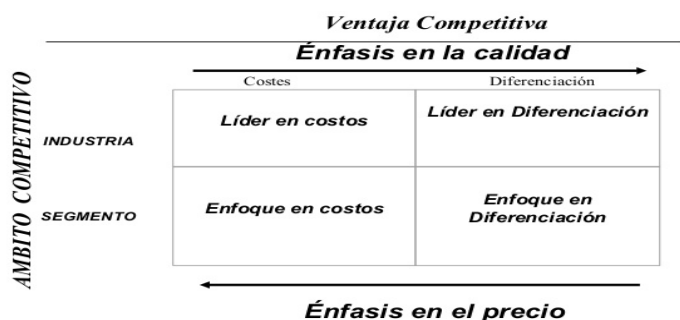 Ventaja Competitiva
Énfasis en la calidad
Costes Diferenciación
AMBITO COMPETITIVO
INDUSTRIA
Líder en costos
Líder en Diferenciación
SEGMENTO
Enfoque en costos
Enfoque en
Diferenciación
Énfasis en el precio